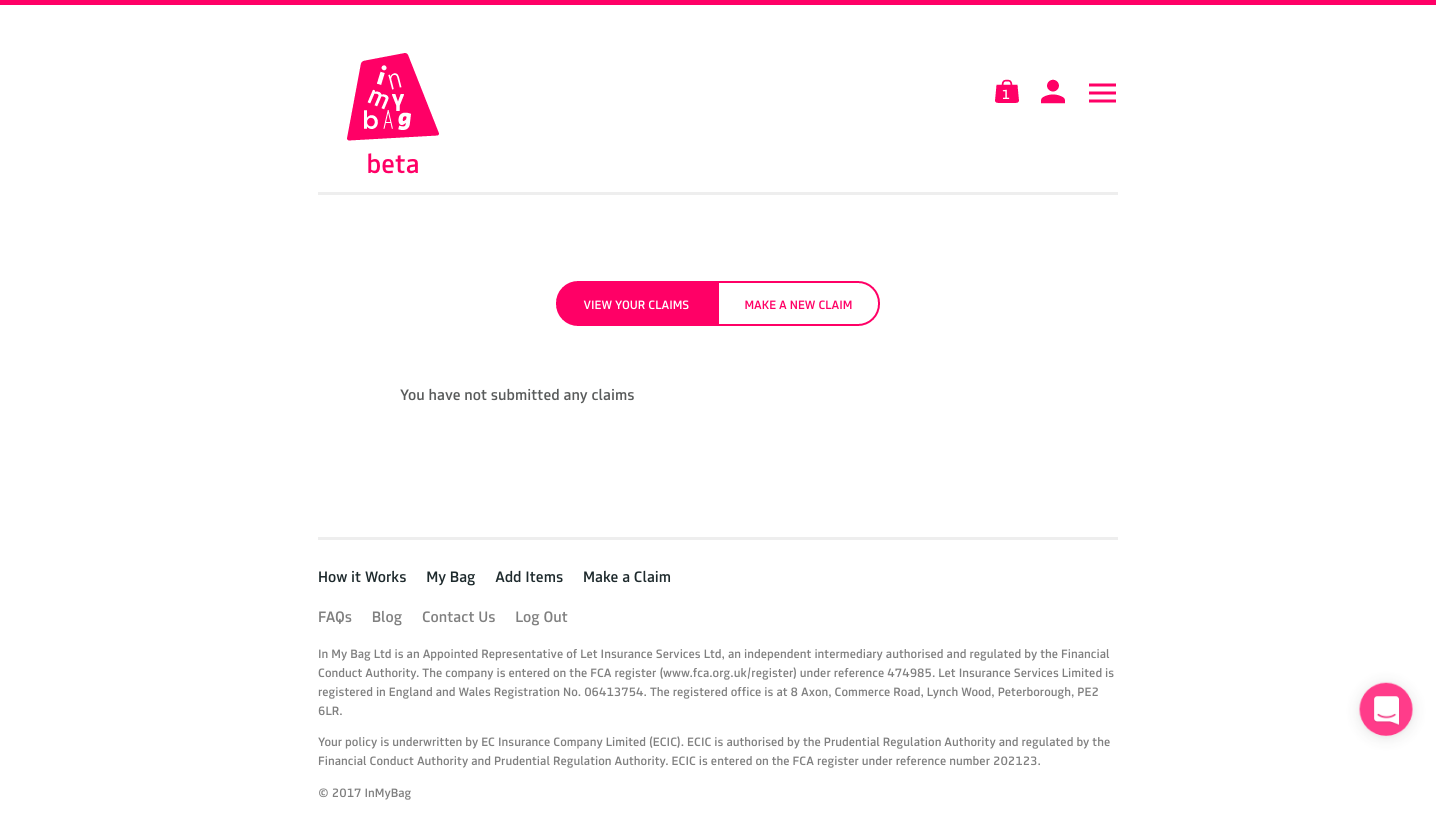 in
my
bAg
beta
1
VIEW YOUR CLAIMS MAKE A NEW CLAIM
You have not submitted any claims
How it Works My Bag Add Items Make a Claim
FAQs Blog Contact Us Log Out
In My Bag Ltd is an Appointed Representative of Let Insurance Services Ltd, an independent intermediary authorised and regulated by the Financial
Conduct Authority. The company is entered on the FCA register (www.fca.org.uk/register) under reference 474985. Let Insurance Services Limited is
registered in England and Wales Registration No. 06413754. The registered office is at 8 Axon, Commerce Road, Lynch Wood, Peterborough, PE2
6LR.
Your policy is underwritten by EC Insurance Company Limited (ECIC). ECIC is authorised by the Prudential Regulation Authority and regulated by the
Financial Conduct Authority and Prudential Regulation Authority. ECIC is entered on the FCA register under reference number 202123.
© 2017 InMyBag